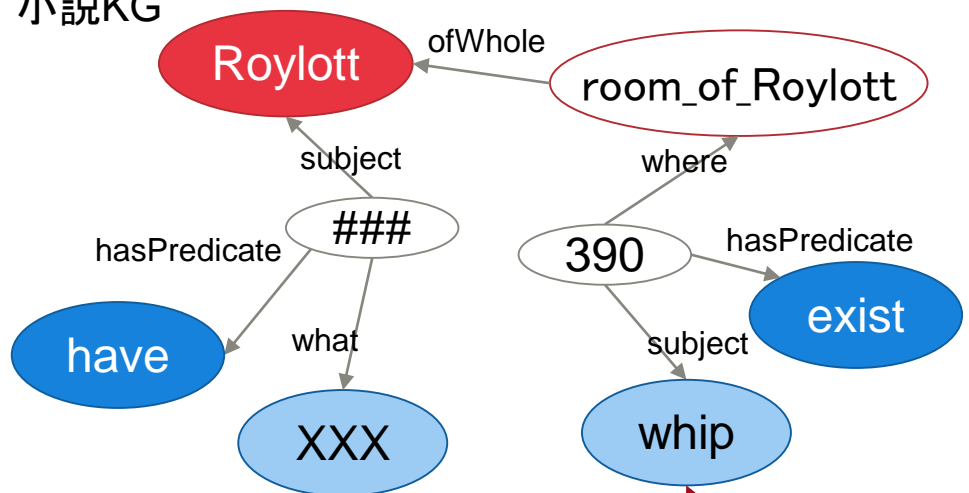 小説KG
Roylott
ofWhole
room_of_Roylott
subject
where
###
hasPredicate
390
hasPredicate
have
what
subject
exist
XXX
whip